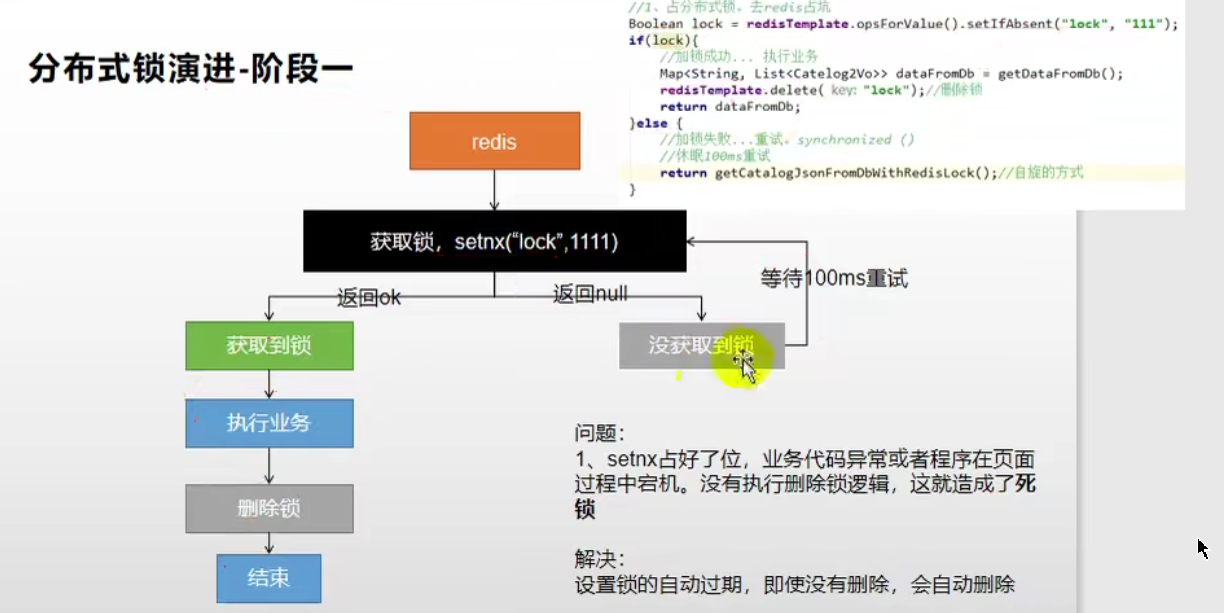 //1、占分布式锁。去redis占坑
Boolean lock = redisTemplate.opsForValue().setIfAbsent("lock", "111");
if(lock){
//加锁成功... 执行业务
Map<String, List<Catelog2Vo>> dataFromDb = getDataFromDb();
redisTemplate.delete( key: "lock");//删除锁
return dataFromDb;
}else {
//加锁失败...重试。synchronized ()
//休眠100ms重试
return getCatalogJsonFromDbWithRedisLock();//自旋的方式
}
分布式锁演进-阶段一
redis
获取锁，setnx(“lock”,1111)
等待100ms重试
返回ok
返回null
获取到锁
没获取到锁
执行业务
删除锁
结束
问题：
1、setnx占好了位，业务代码异常或者程序在页面
过程中宕机。没有执行删除锁逻辑，这就造成了死
锁
解决：
设置锁的自动过期，即使没有删除，会自动删除